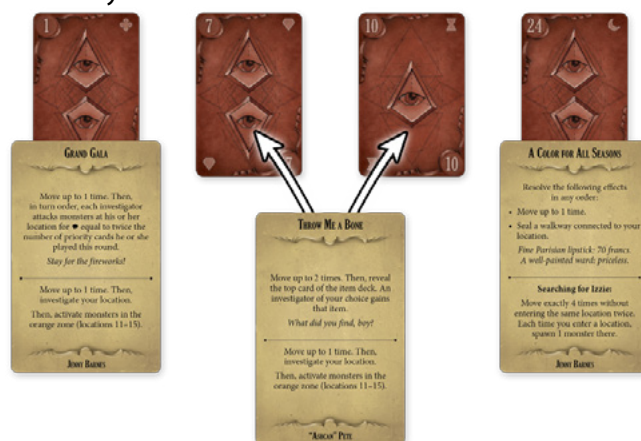 1
7
10
24
10
GRAND GALA
Move up to 1 time. Then,
in turn order, each investigator
attacks monsters at his or her
location for equal to twice the
number of priority cards he or she
played this round.
Stay for the fireworks!
Move up to 1 time. Then,
investigate your location.
Then, activate monsters in the
orange zone (locations 11–15).
JENNY BARNES
THROW ME A BONE
Move up to 2 times. Then, reveal
the top card of the item deck. An
investigator of your choice gains
that item.
What did you find, boy?
Move up to 1 time. Then,
investigate your location.
Then, activate monsters in the
orange zone (locations 11–15).
"ASHCAN" PETE
A COLOR FOR ALL SEASONS
Resolve the following effects
in any order:
• Move up to 1 time.
• Seal a walkway connected to your
location.
Fine Parisian lipstick: 70 francs.
A well-painted ward: priceless.
Searching for Izzie:
Move exactly 4 times without
entering the same location twice.
Each time you enter a location,
spawn 1 monster there.
JENNY BARNES